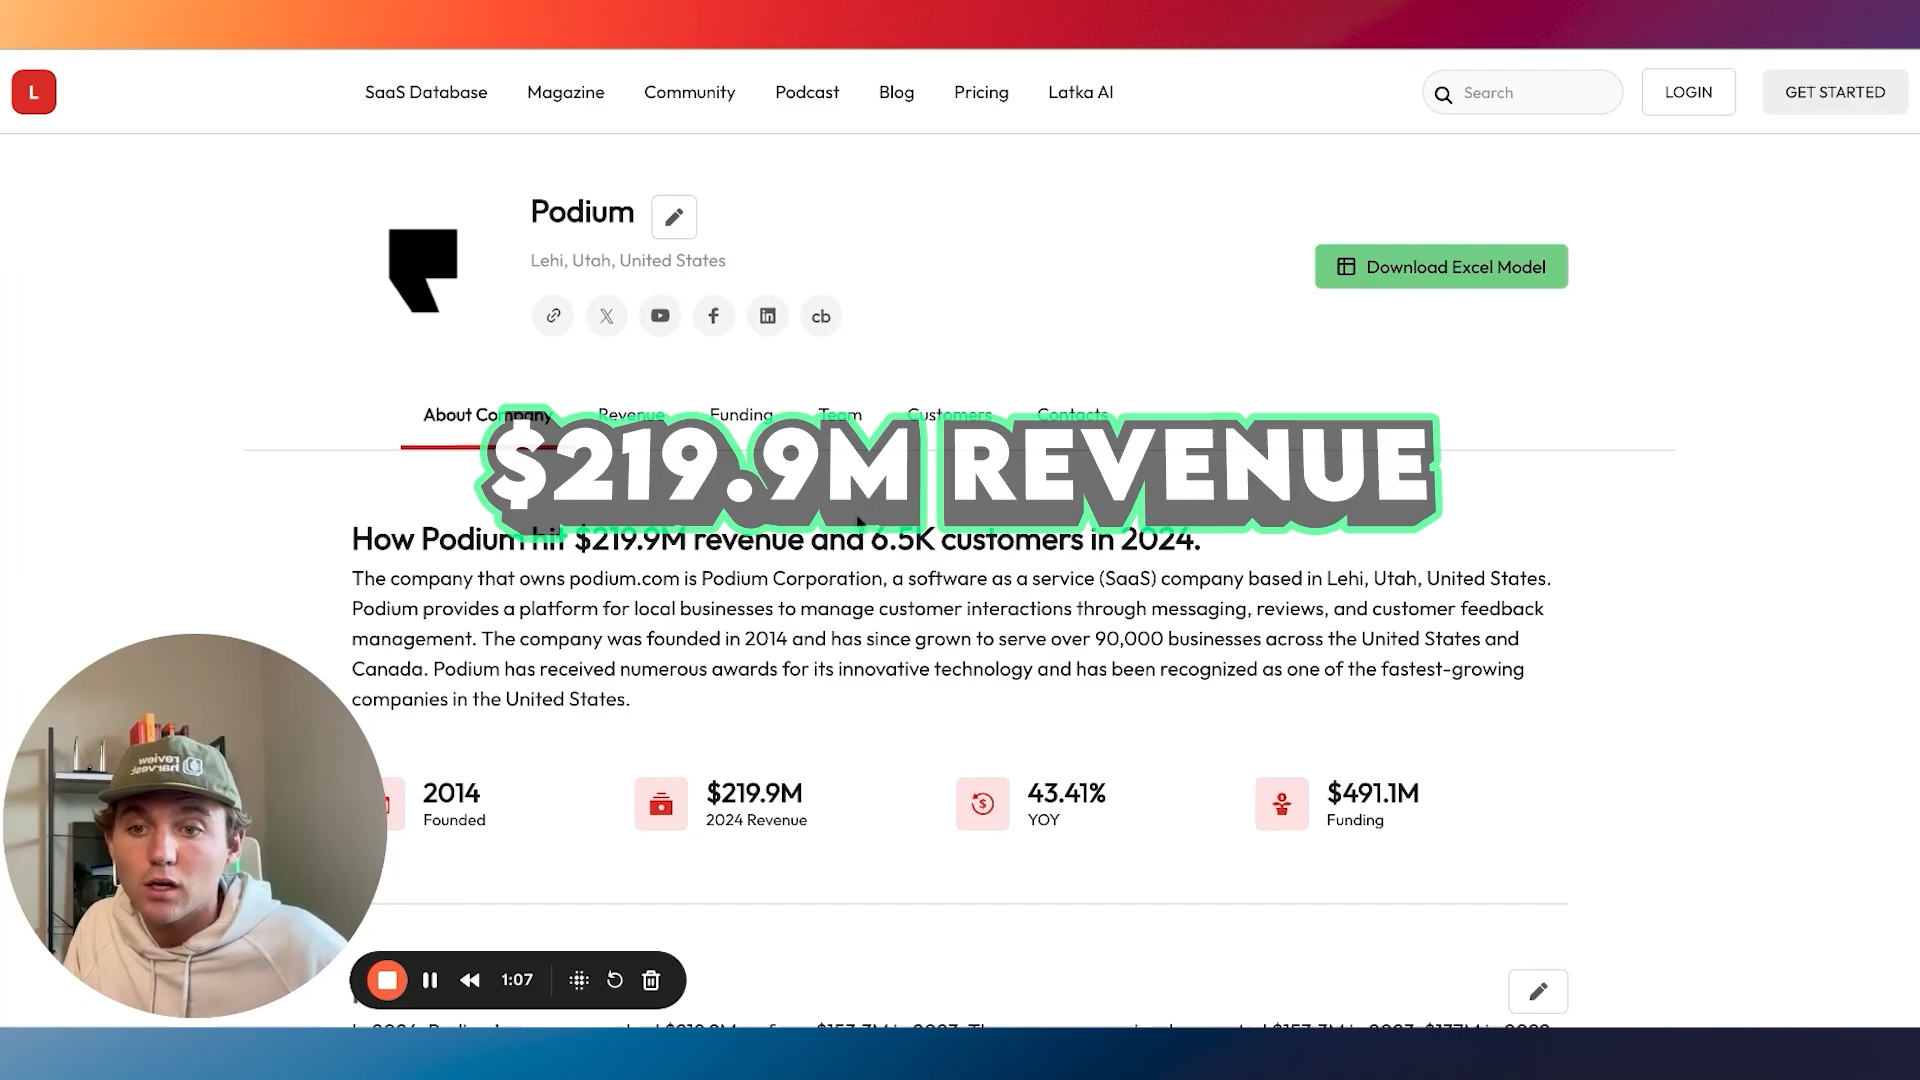 L
SaaS Database
Magazine
Community
Podcast
Blog
Pricing
Latka AI
Search
LOGIN
GET STARTED
Podium
Lehi, Utah, United States
Download Excel Model
cb
About Company
Revenue
Funding
Team
Customers
Contacts
$219.9M REVENUE
How Podium hit $219.9M revenue and 6.5K customers in 2024.
The company that owns podium.com is Podium Corporation, a software as a service (SaaS) company based in Lehi, Utah, United States.
Podium provides a platform for local businesses to manage customer interactions through messaging, reviews, and customer feedback
management. The company was founded in 2014 and has since grown to serve over 90,000 businesses across the United States and
Canada. Podium has received numerous awards for its innovative technology and has been recognized as one of the fastest-growing
companies in the United States.
review
harvest
2014
Founded
$219.9M
2024 Revenue
43.41%
YOY
$491.1M
Funding
1:07